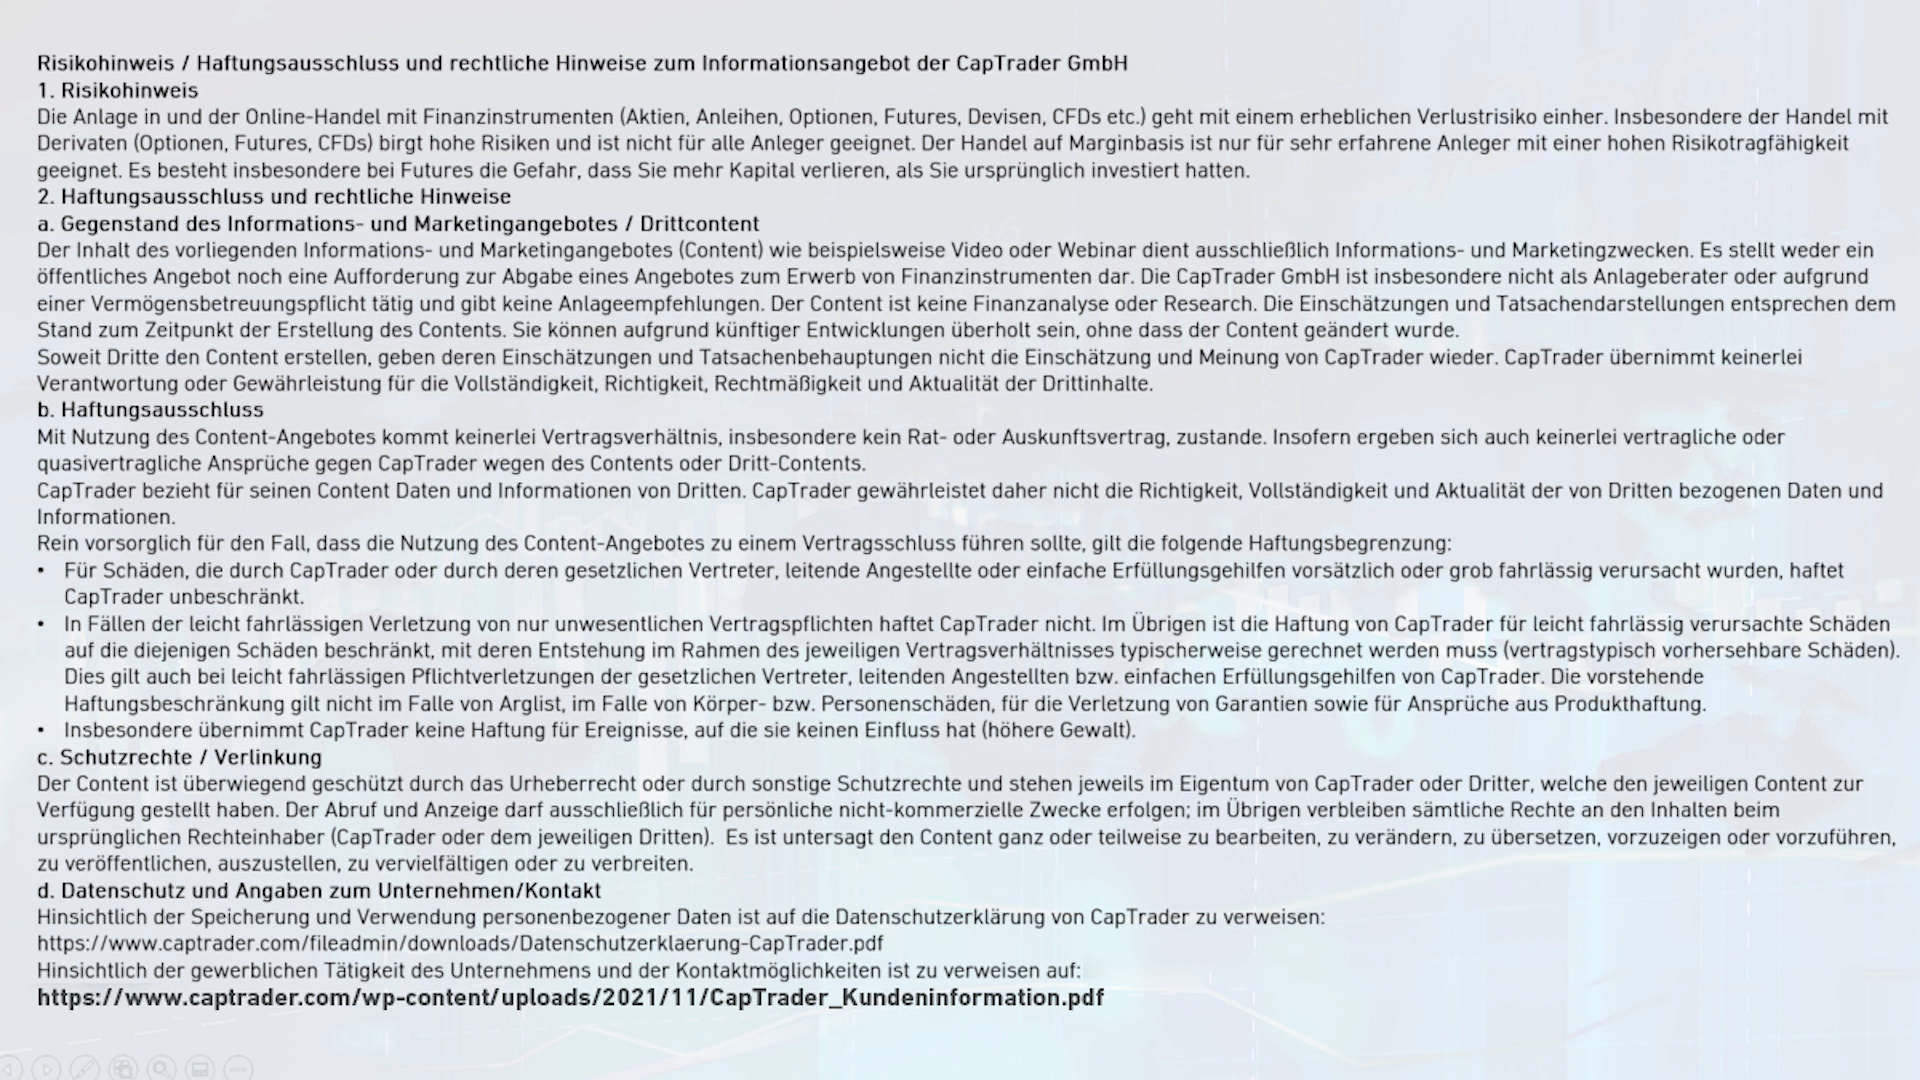 Risikohinweis / Haftungsausschluss und rechtliche Hinweise zum Informationsangebot der CapTrader GmbH
1. Risikohinweis
Die Anlage in und der Online-Handel mit Finanzinstrumenten (Aktien, Anleihen, Optionen, Futures, Devisen, CFDs etc.) geht mit einem erheblichen Verlustrisiko einher. Insbesondere der Handel mit
Derivaten (Optionen, Futures, CFDs) birgt hohe Risiken und ist nicht für alle Anleger geeignet. Der Handel auf Marginbasis ist nur für sehr erfahrene Anleger mit einer hohen Risikotragfähigkeit
geeignet. Es besteht insbesondere bei Futures die Gefahr, dass Sie mehr Kapital verlieren, als Sie ursprünglich investiert hatten.
2. Haftungsausschluss und rechtliche Hinweise
a. Gegenstand des Informations- und Marketingangebotes / Drittcontent
Der Inhalt des vorliegenden Informations- und Marketingangebotes (Content) wie beispielsweise Video oder Webinar dient ausschließlich Informations- und Marketingzwecken. Es stellt weder ein
öffentliches Angebot noch eine Aufforderung zur Abgabe eines Angebotes zum Erwerb von Finanzinstrumenten dar. Die CapTrader GmbH ist insbesondere nicht als Anlageberater oder aufgrund
einer Vermögensbetreuungspflicht tätig und gibt keine Anlageempfehlungen. Der Content ist keine Finanzanalyse oder Research. Die Einschätzungen und Tatsachendarstellungen entsprechen dem
Stand zum Zeitpunkt der Erstellung des Contents. Sie können aufgrund künftiger Entwicklungen überholt sein, ohne dass der Content geändert wurde.
Soweit Dritte den Content erstellen, geben deren Einschätzungen und Tatsachenbehauptungen nicht die Einschätzung und Meinung von CapTrader wieder. CapTrader übernimmt keinerlei
Verantwortung oder Gewährleistung für die Vollständigkeit, Richtigkeit, Rechtmäßigkeit und Aktualität der Drittinhalte.
b. Haftungsausschluss
Mit Nutzung des Content-Angebotes kommt keinerlei Vertragsverhältnis, insbesondere kein Rat- oder Auskunftsvertrag, zustande. Insofern ergeben sich auch keinerlei vertragliche oder
quasivertragliche Ansprüche gegen CapTrader wegen des Contents oder Dritt-Contents.
CapTrader bezieht für seinen Content Daten und Informationen von Dritten. CapTrader gewährleistet daher nicht die Richtigkeit, Vollständigkeit und Aktualität der von Dritten bezogenen Daten und
Informationen.
Rein vorsorglich für den Fall, dass die Nutzung des Content-Angebotes zu einem Vertragsschluss führen sollte, gilt die folgende Haftungsbegrenzung:
• Für Schäden, die durch CapTrader oder durch deren gesetzlichen Vertreter, leitende Angestellte oder einfache Erfüllungsgehilfen vorsätzlich oder grob fahrlässig verursacht wurden, haftet
CapTrader unbeschränkt.
• In Fällen der leicht fahrlässigen Verletzung von nur unwesentlichen Vertragspflichten haftet CapTrader nicht. Im Übrigen ist die Haftung von CapTrader für leicht fahrlässig verursachte Schäden
auf die diejenigen Schäden beschränkt, mit deren Entstehung im Rahmen des jeweiligen Vertragsverhältnisses typischerweise gerechnet werden muss (vertragstypisch vorhersehbare Schäden).
Dies gilt auch bei leicht fahrlässigen Pflichtverletzungen der gesetzlichen Vertreter, leitenden Angestellten bzw. einfachen Erfüllungsgehilfen von CapTrader. Die vorstehende
Haftungsbeschränkung gilt nicht im Falle von Arglist, im Falle von Körper- bzw. Personenschäden, für die Verletzung von Garantien sowie für Ansprüche aus Produkthaftung.
• Insbesondere übernimmt CapTrader keine Haftung für Ereignisse, auf die sie keinen Einfluss hat (höhere Gewalt).
c. Schutzrechte / Verlinkung
Der Content ist überwiegend geschützt durch das Urheberrecht oder durch sonstige Schutzrechte und stehen jeweils im Eigentum von CapTrader oder Dritter, welche den jeweiligen Content zur
Verfügung gestellt haben. Der Abruf und Anzeige darf ausschließlich für persönliche nicht-kommerzielle Zwecke erfolgen; im Übrigen verbleiben sämtliche Rechte an den Inhalten beim
ursprünglichen Rechteinhaber (CapTrader oder dem jeweiligen Dritten). Es ist untersagt den Content ganz oder teilweise zu bearbeiten, zu verändern, zu übersetzen, vorzuzeigen oder vorzuführen,
zu veröffentlichen, auszustellen, zu vervielfältigen oder zu verbreiten.
d. Datenschutz und Angaben zum Unternehmen/Kontakt
Hinsichtlich der Speicherung und Verwendung personenbezogener Daten ist auf die Datenschutzerklärung von CapTrader zu verweisen:
https://www.captrader.com/fileadmin/downloads/Datenschutzerklaerung-CapTrader.pdf
Hinsichtlich der gewerblichen Tätigkeit des Unternehmens und der Kontaktmöglichkeiten ist zu verweisen auf:
https://www.captrader.com/wp-content/uploads/2021/11/CapTrader_Kundeninformation.pdf